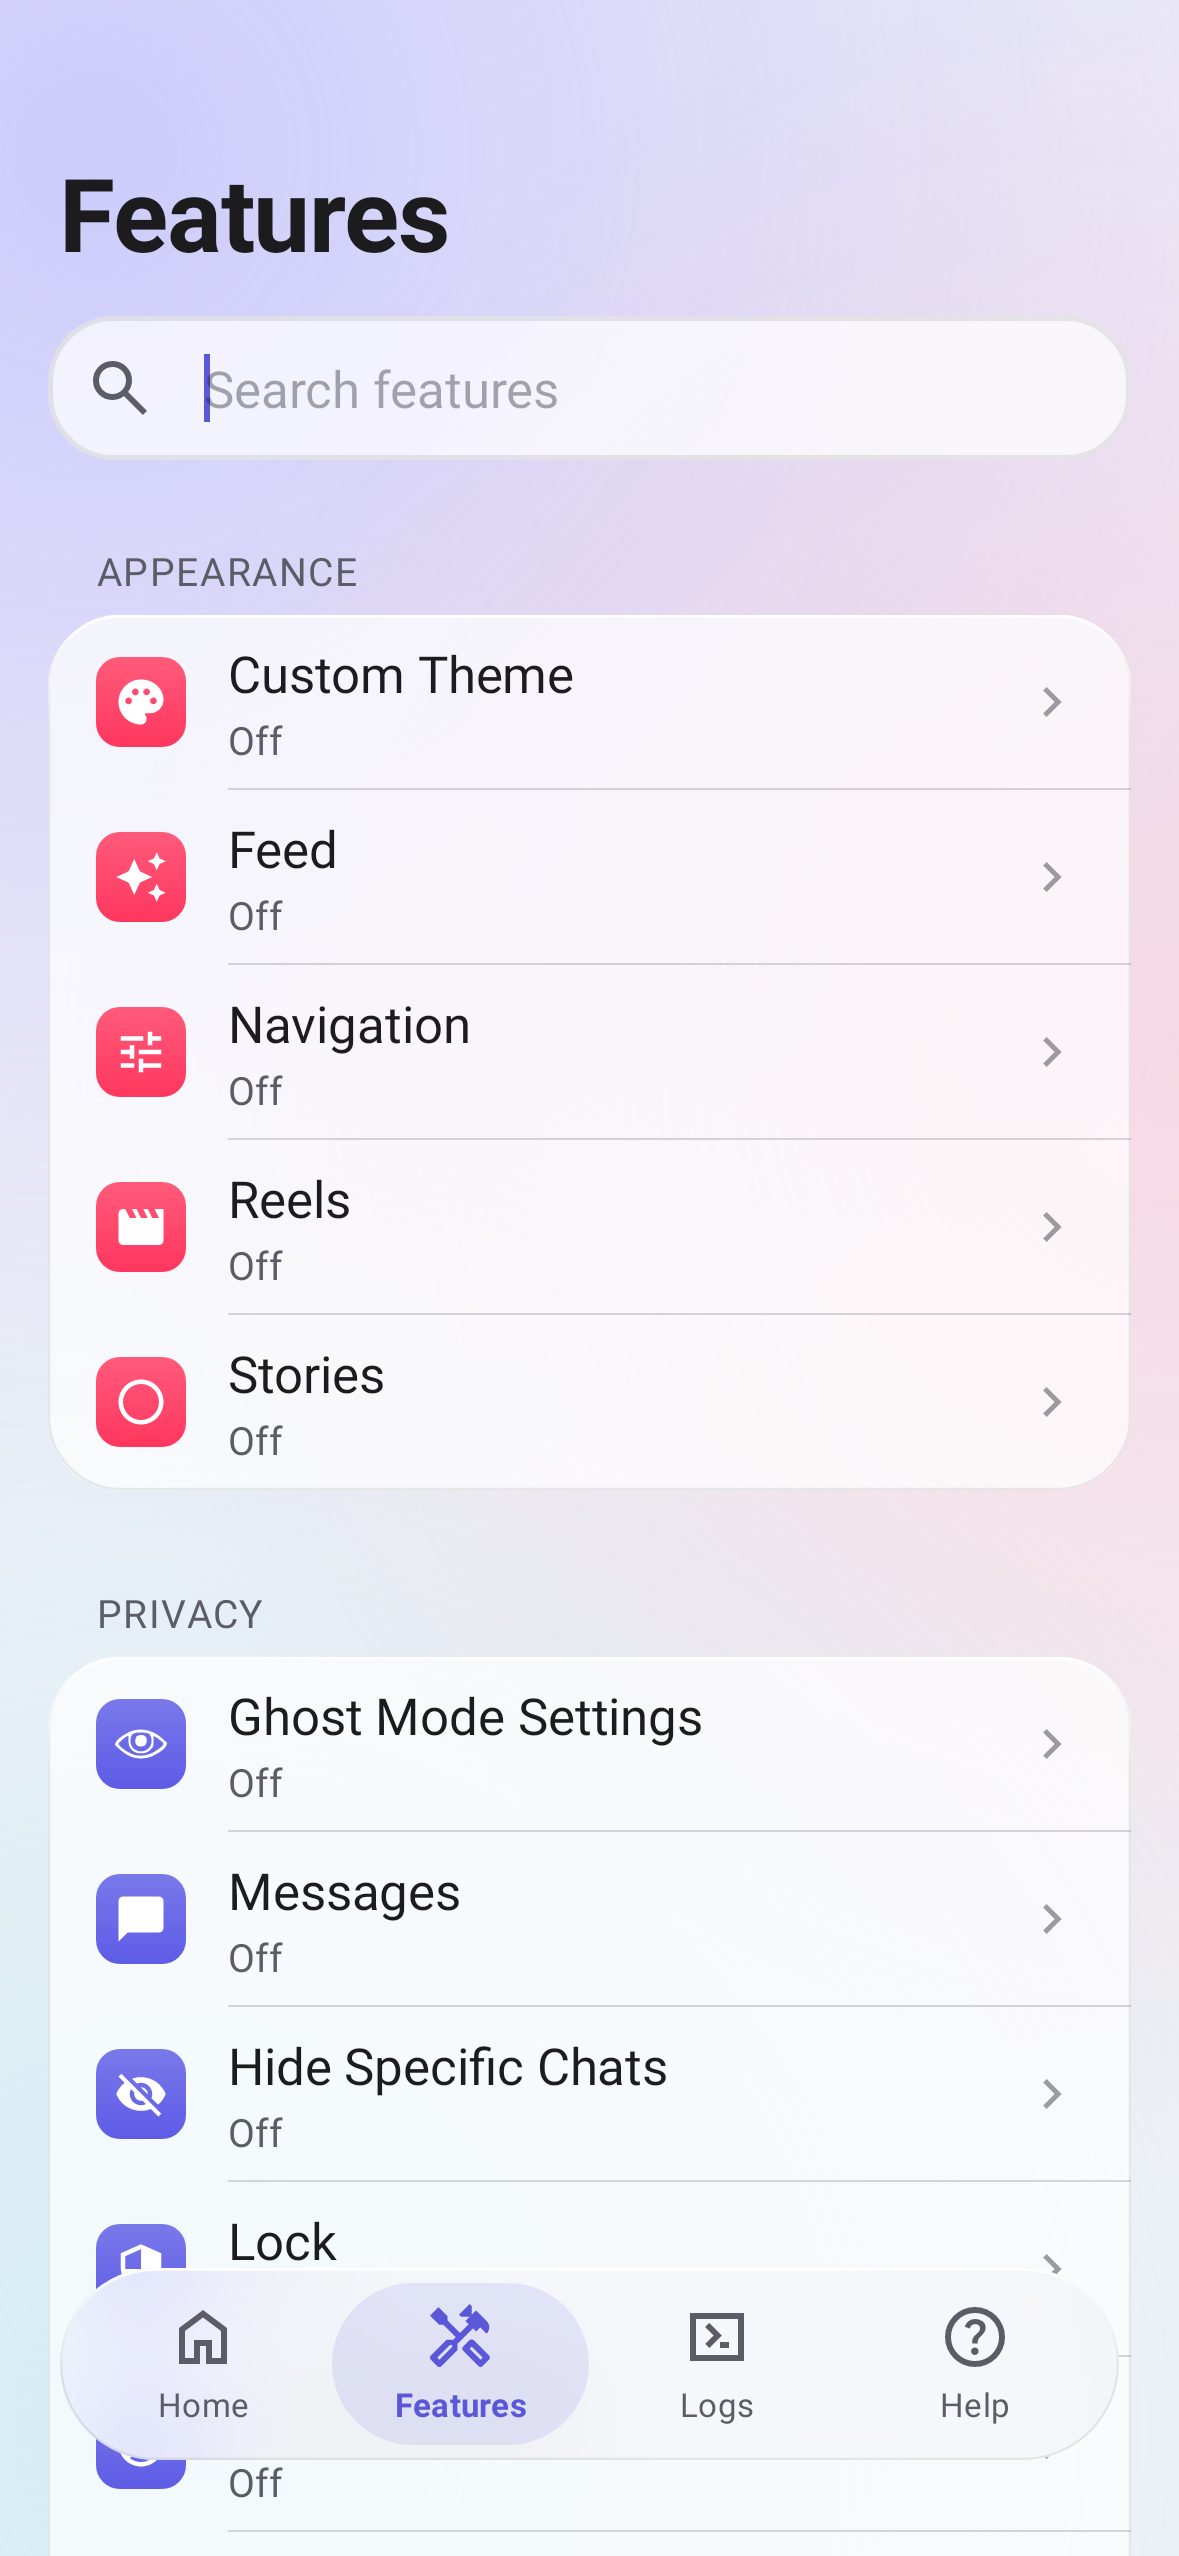 Features
Search features
APPEARANCE
Custom Theme
Off
Feed
Off
Navigation
Off
Reels
Off
Stories
Off
PRIVACY
Ghost Mode Settings
Off
Messages
Off
Hide Specific Chats
Off
Lock
Home
Features
Logs
Help
Off